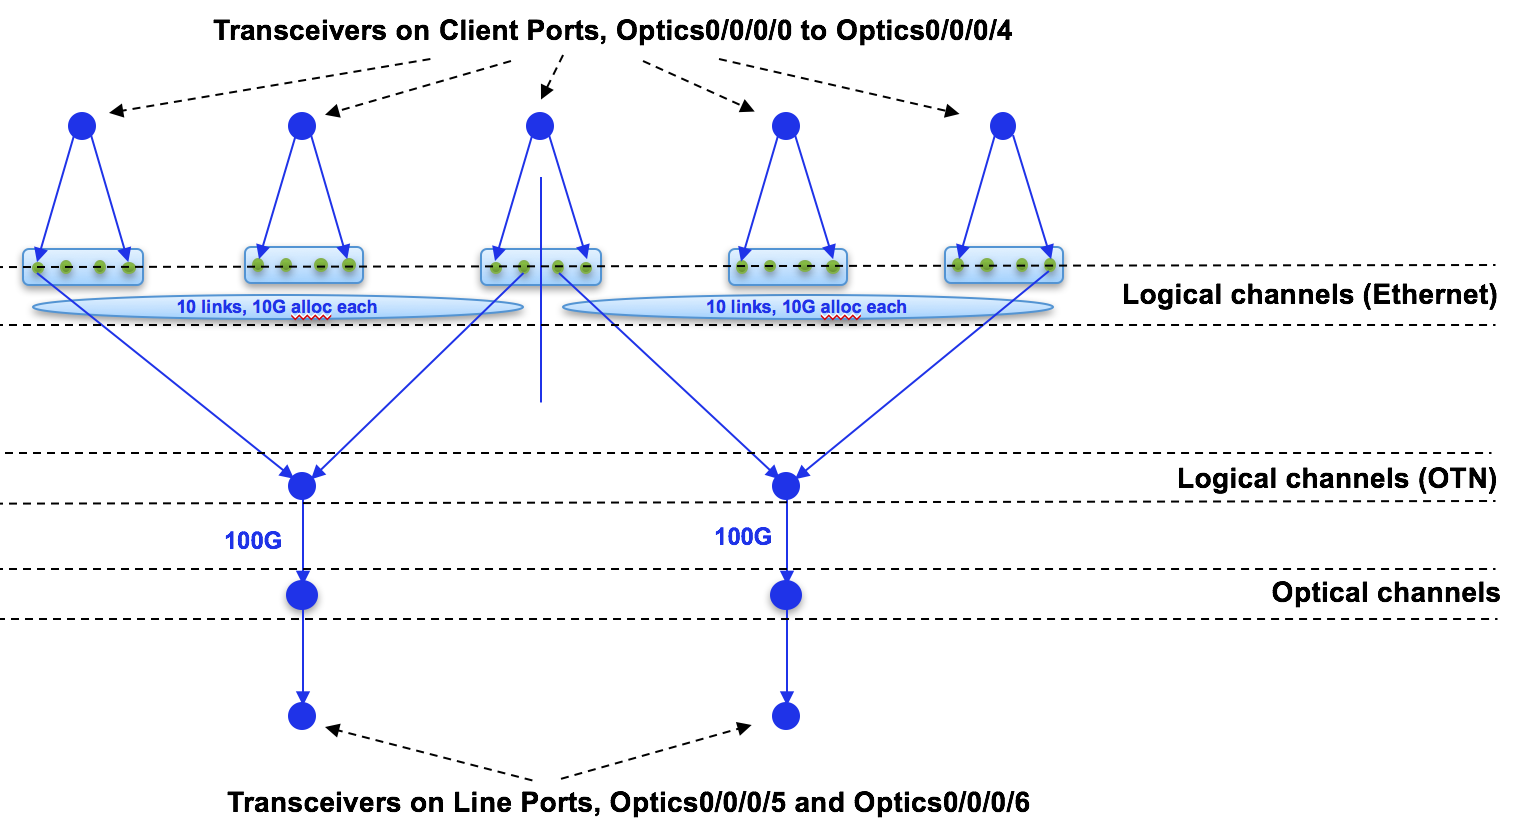 Transceivers on Client Ports, Optics0/0/0/0 to Optics0/0/0/4
10 links, 10G alloc each
10 links, 10G alloc each
Logical channels (Ethernet)
Logical channels (OTN)
100G
100G
Optical channels
Transceivers on Line Ports, Optics0/0/0/5 and Optics0/0/0/6